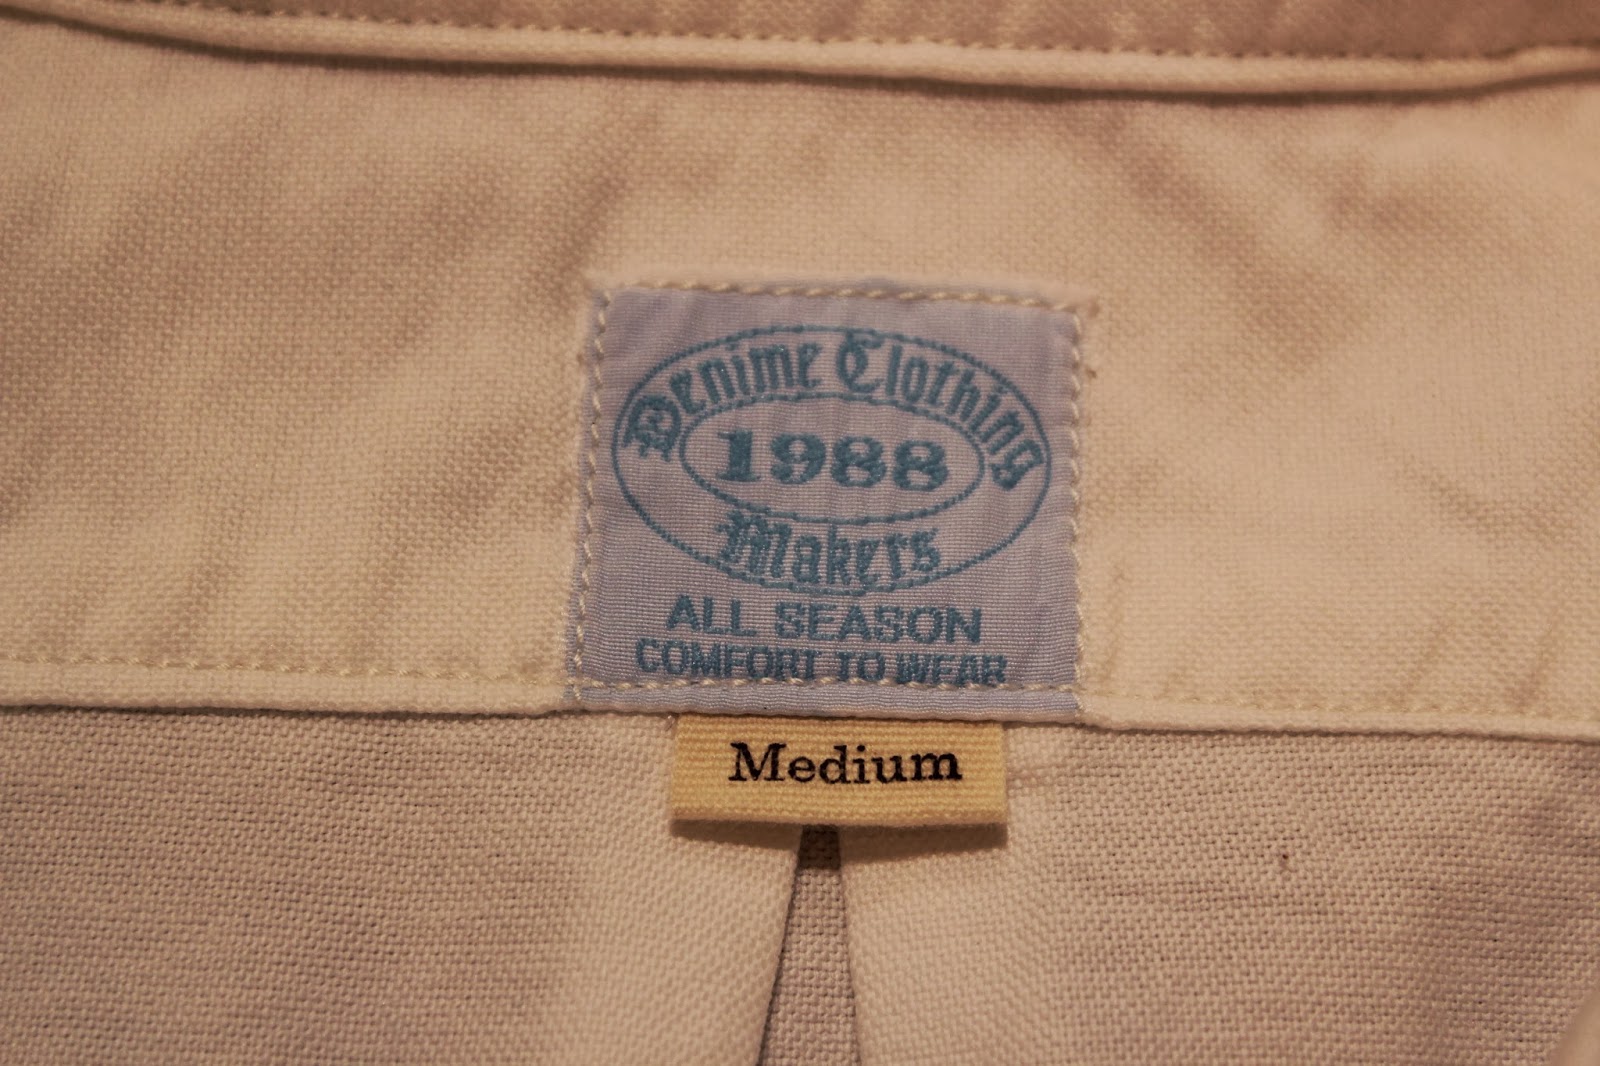 Denime Clothing
1988
Makers
ALL SEASON
COMFORT TO WEAR
Medium